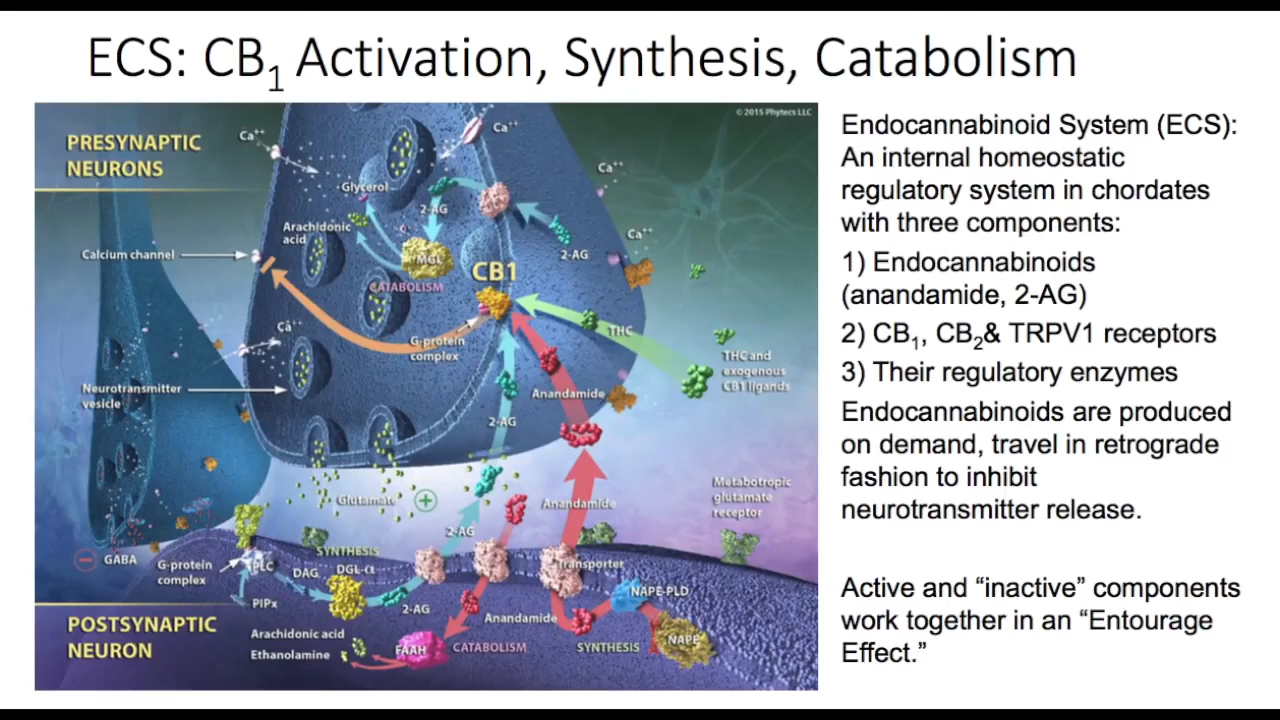 ECS: CB1 Activation, Synthesis, Catabolism
© 2015 Phytecs LLC
PRESYNAPTIC
NEURONS
Ca++
Ca++
Ca++
Glycerol
2-AG
Arachidonic
acid
Ca++
2-AG
Calcium channel
MGL
CB1
CATABOLISM
Ca++
G-protein
complex
THC
THC and
exogenous
CB1 ligands
Neurotransmitter
vesicle
Anandamide
2-AG
Glutamate
+
Anandamide
Metabotropic
glutamate
receptor
2-AG
SYNTHESIS
− GABA
G-protein
complex
PLC
DAG
DGL-α
Transporter
PIPx
2-AG
NAPE-PLD
Anandamide
POSTSYNAPTIC
NEURON
Arachidonic acid
Ethanolamine
FAAH
CATABOLISM
SYNTHESIS
NAPE
Endocannabinoid System (ECS):
An internal homeostatic
regulatory system in chordates
with three components:
1) Endocannabinoids
(anandamide, 2-AG)
2) CB1, CB2& TRPV1 receptors
3) Their regulatory enzymes
Endocannabinoids are produced
on demand, travel in retrograde
fashion to inhibit
neurotransmitter release.
Active and “inactive” components
work together in an “Entourage
Effect.”